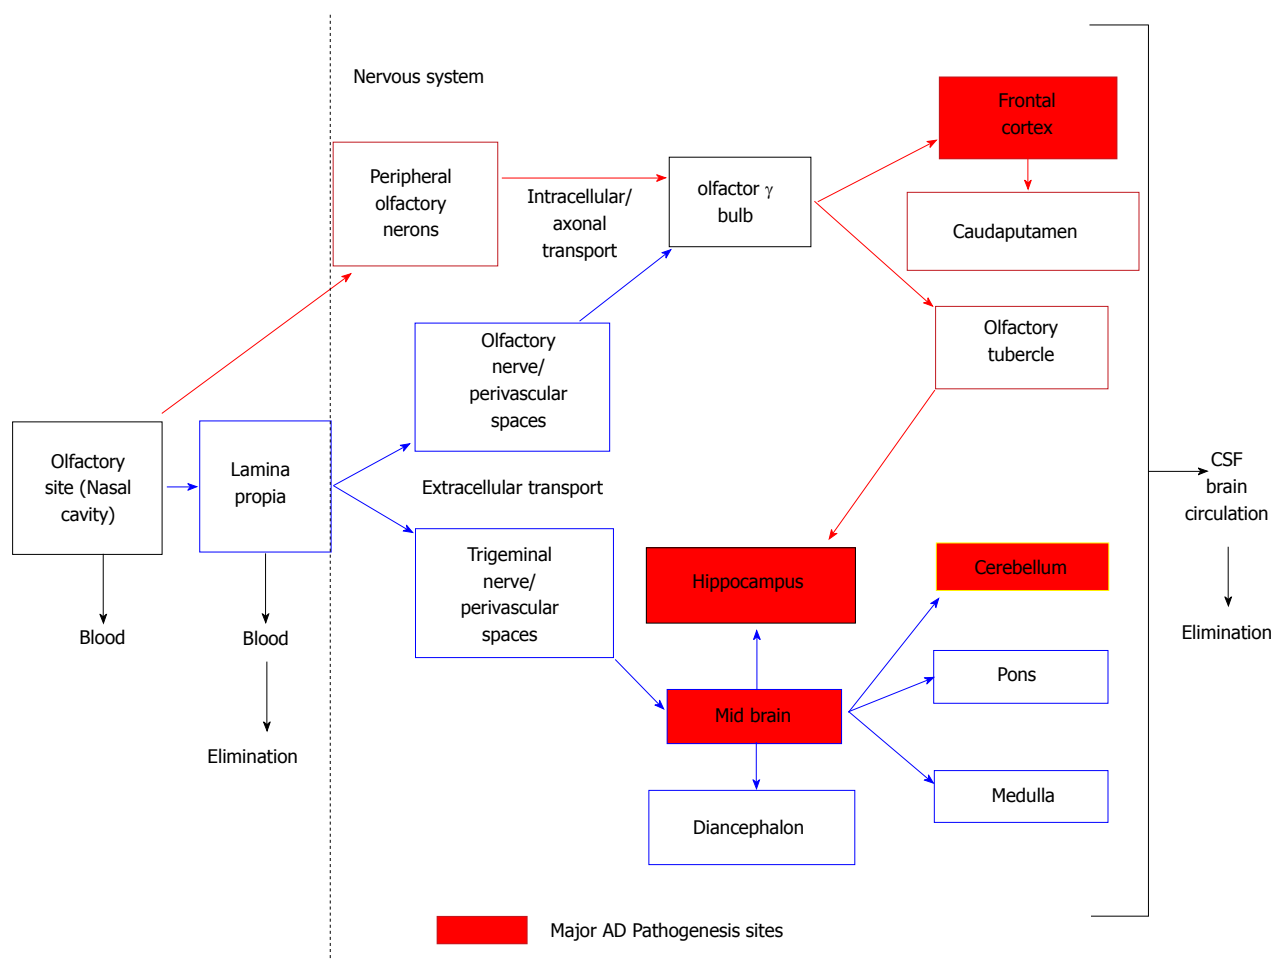 Nervous system
Frontal
cortex
Peripheral
olfactory
nerons
Intracellular/
axonal
transport
olfactor γ
bulb
Caudaputamen
Olfactory
nerve/
perivascular
spaces
Olfactory
tubercle
Olfactory
site (Nasal
cavity)
Lamina
propia
Extracellular transport
CSF
brain
circulation
Trigeminal
nerve/
perivascular
spaces
Hippocampus
Cerebellum
Blood
Blood
Elimination
Pons
Mid brain
Elimination
Medulla
Diancephalon
Major AD Pathogenesis sites